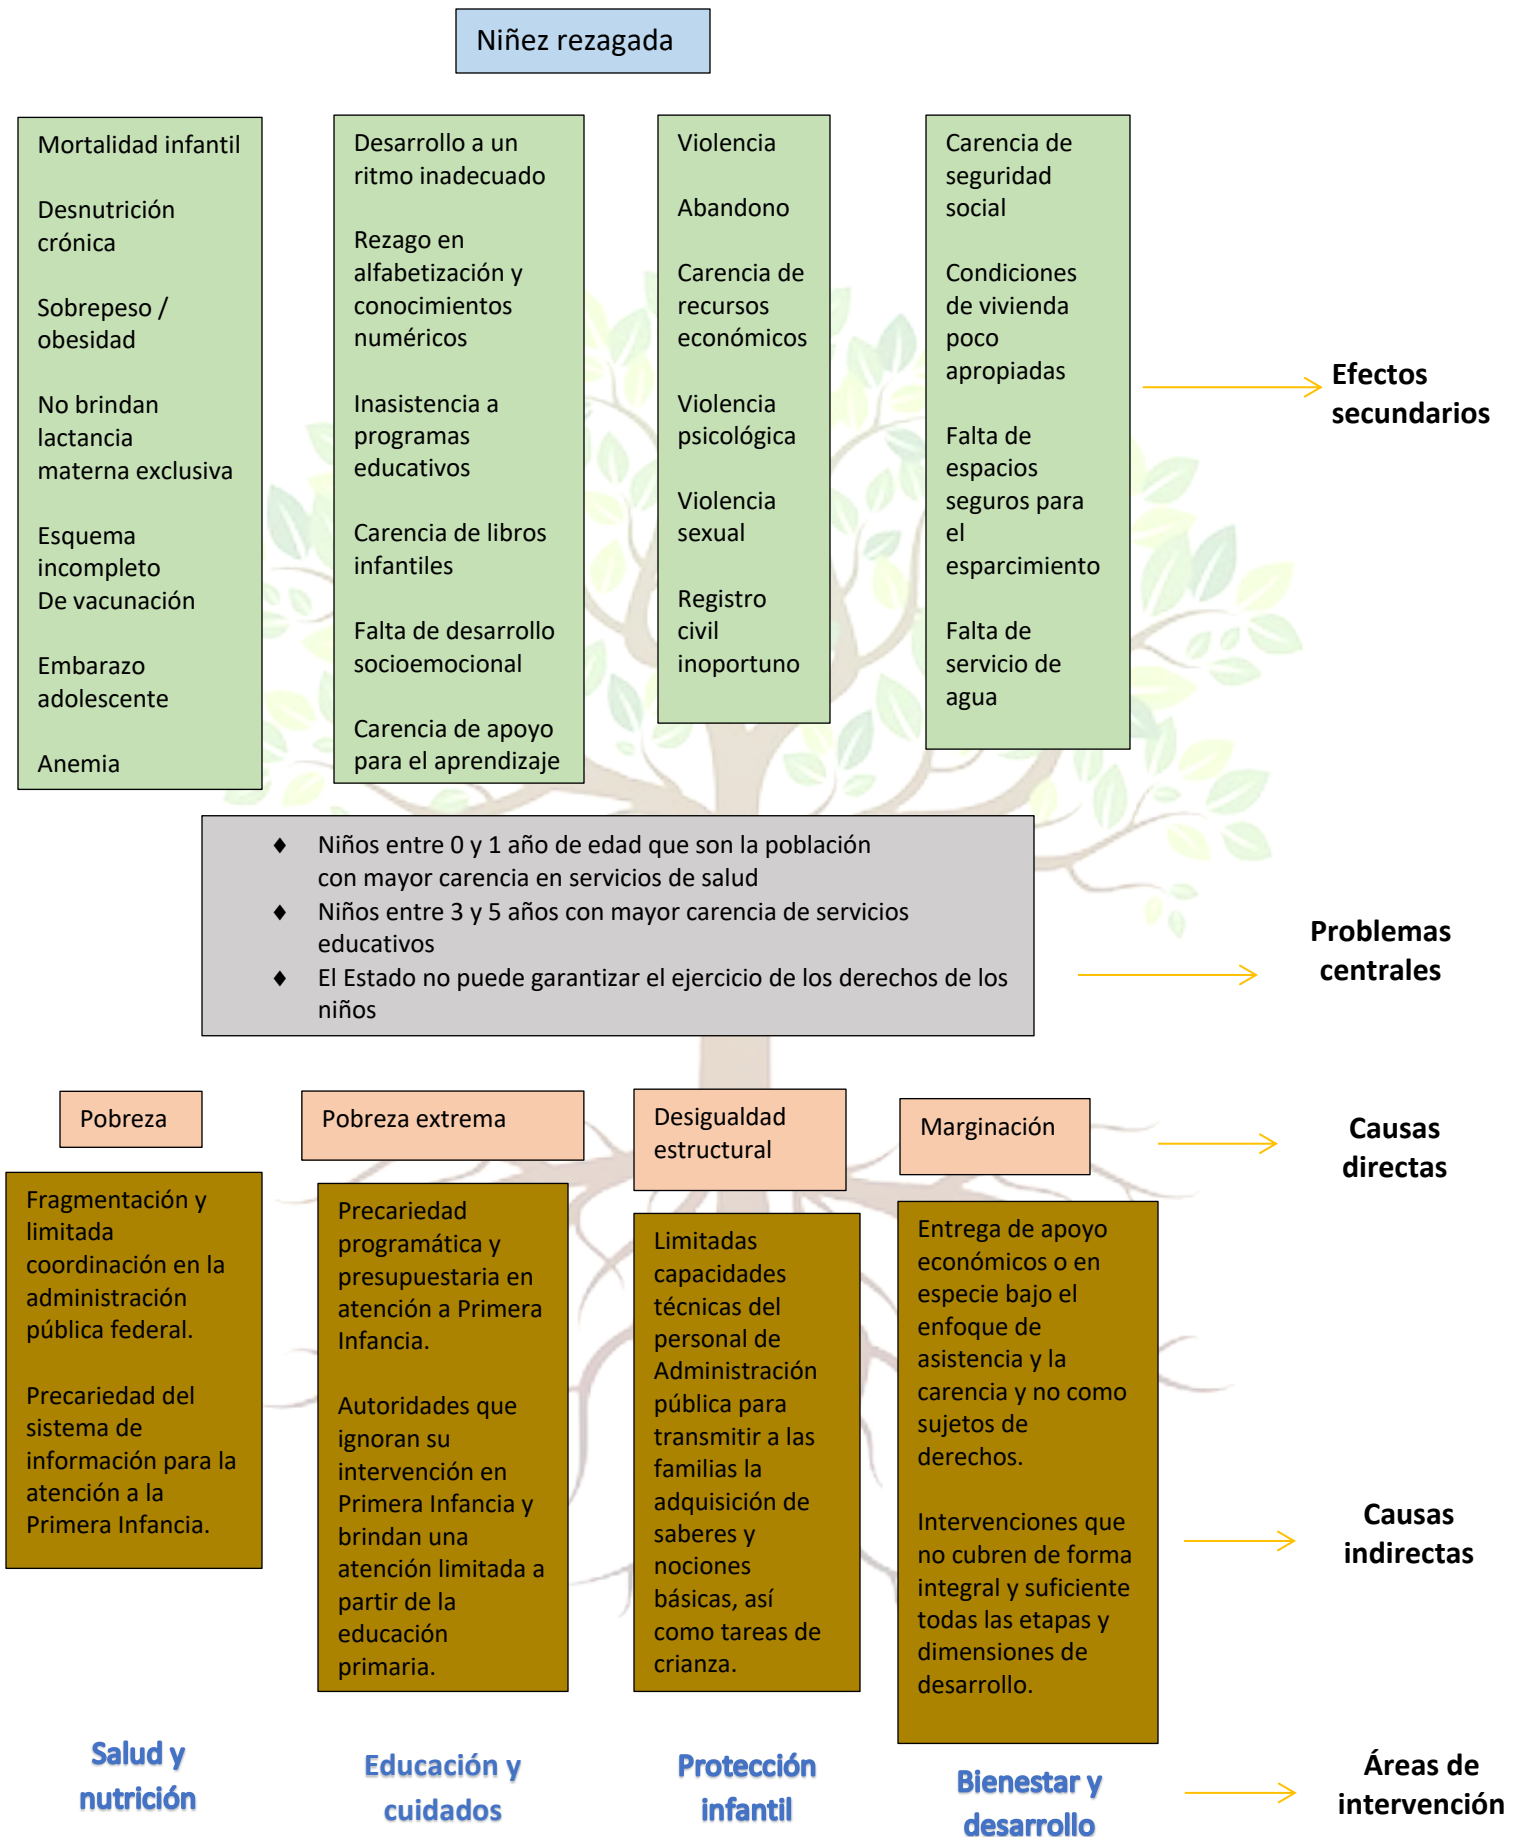 Niñez rezagada
Mortalidad infantil
Desnutrición
crónica
Sobrepeso /
obesidad
No brindan
lactancia
materna exclusiva
Esquema
incompleto
De vacunación
Embarazo
adolescente
Anemia
Desarrollo a un
ritmo inadecuado
Rezago en
alfabetización y
conocimientos
numéricos
Inasistencia a
programas
educativos
Carencia de libros
infantiles
Falta de desarrollo
socioemocional
Carencia de apoyo
para el aprendizaje
Violencia
Abandono
Carencia de
recursos
económicos
Violencia
psicológica
Violencia
sexual
Registro
civil
inoportuno
Carencia de
seguridad
social
Condiciones
de vivienda
poco
apropiadas
Falta de
espacios
seguros para
el
esparcimiento
Falta de
servicio de
agua
Efectos
secundarios
♦ Niños entre 0 y 1 año de edad que son la población
con mayor carencia en servicios de salud
♦ Niños entre 3 y 5 años con mayor carencia de servicios
educativos
♦ El Estado no puede garantizar el ejercicio de los derechos de los
niños
Problemas
centrales
Pobreza
Pobreza extrema
Desigualdad
estructural
Marginación
Causas
directas
Fragmentación y
limitada
coordinación en la
administración
pública federal.
Precariedad del
sistema de
información para la
atención a la
Primera Infancia.
Precariedad
programática y
presupuestaria en
atención a Primera
Infancia.
Autoridades que
ignoran su
intervención en
Primera Infancia y
brindan una
atención limitada a
partir de la
educación
primaria.
Limitadas
capacidades
técnicas del
personal de
Administración
pública para
transmitir a las
familias la
adquisición de
saberes y
nociones
básicas, así
como tareas de
crianza.
Entrega de apoyo
económicos o en
especie bajo el
enfoque de
asistencia y la
carencia y no como
sujetos de
derechos.
Intervenciones que
no cubren de forma
integral y suficiente
todas las etapas y
dimensiones de
desarrollo.
Causas
indirectas
Salud y
nutrición
Educación y
cuidados
Protección
infantil
Bienestar y
desarrollo
Áreas de
intervención